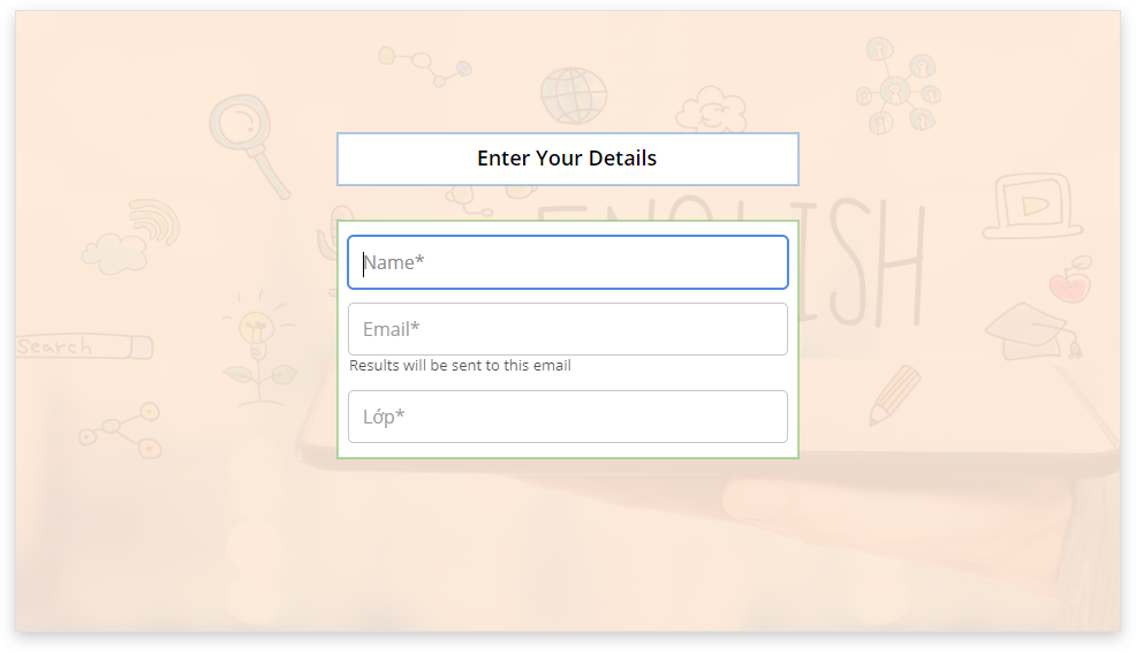 Enter Your Details
ENGLISH
Name*
Email*
Search
Results will be sent to this email
Lớp*